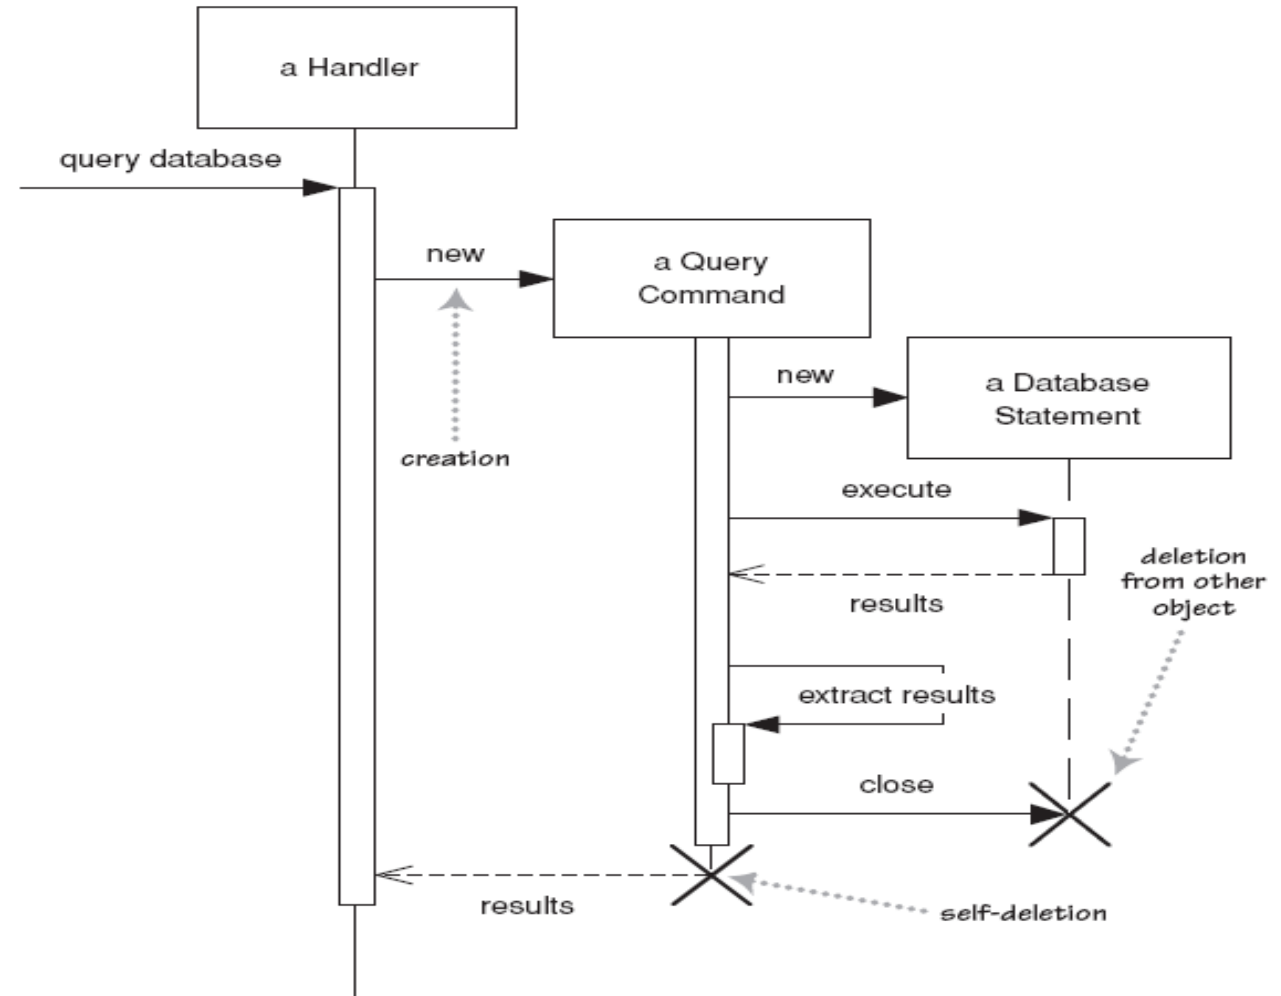 a Handler
query database
new
a Query
Command
new
a Database
Statement
creation
execute
deletion
from other
object
results
extract results
close
results
self-deletion